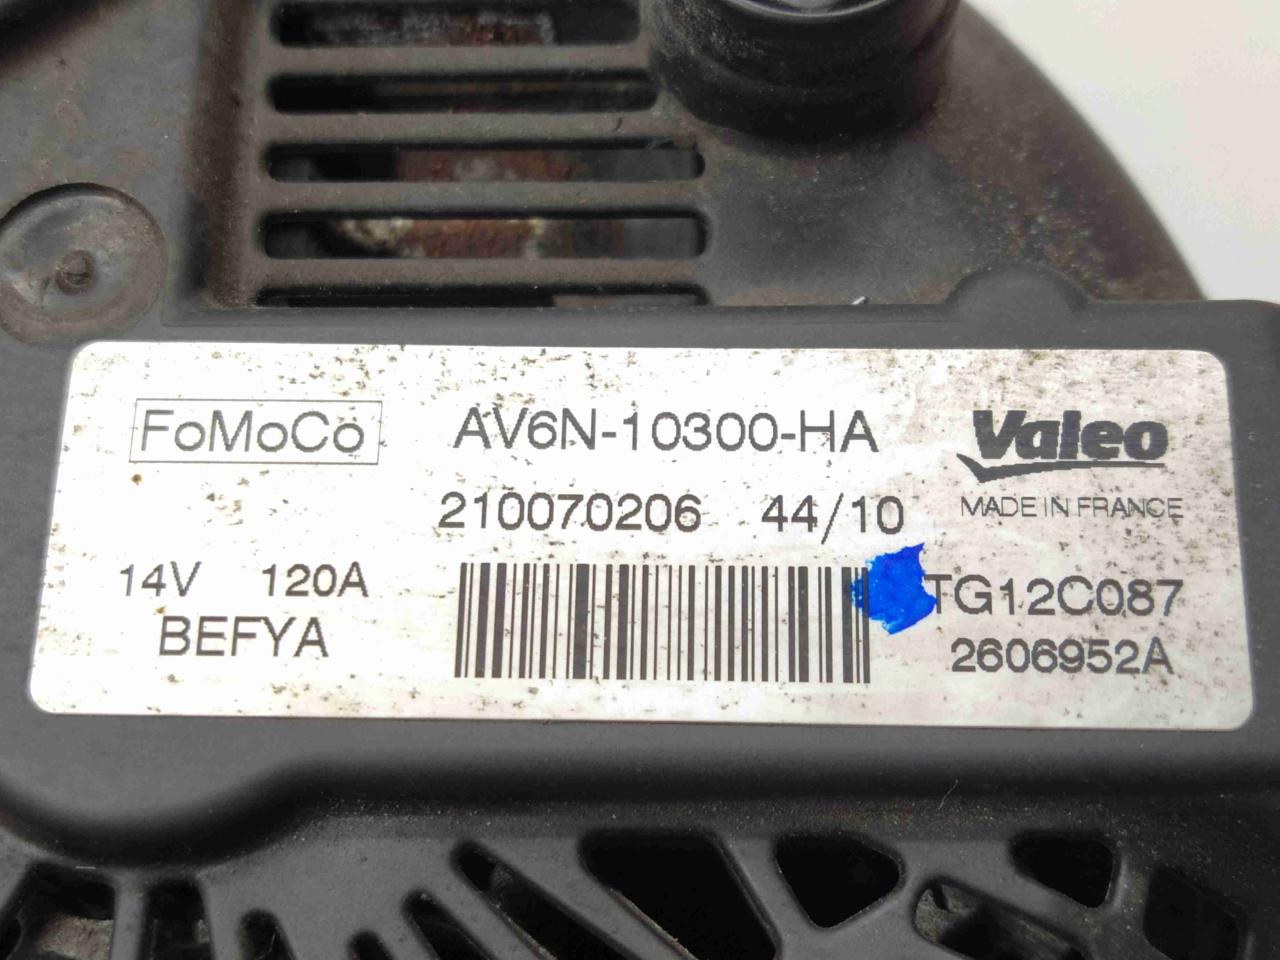 FoMoCo AV6N-10300-HA Valeo
210070206 44/10 MADE IN FRANCE
14V 120A TG12C087
BEFYA 2606952A